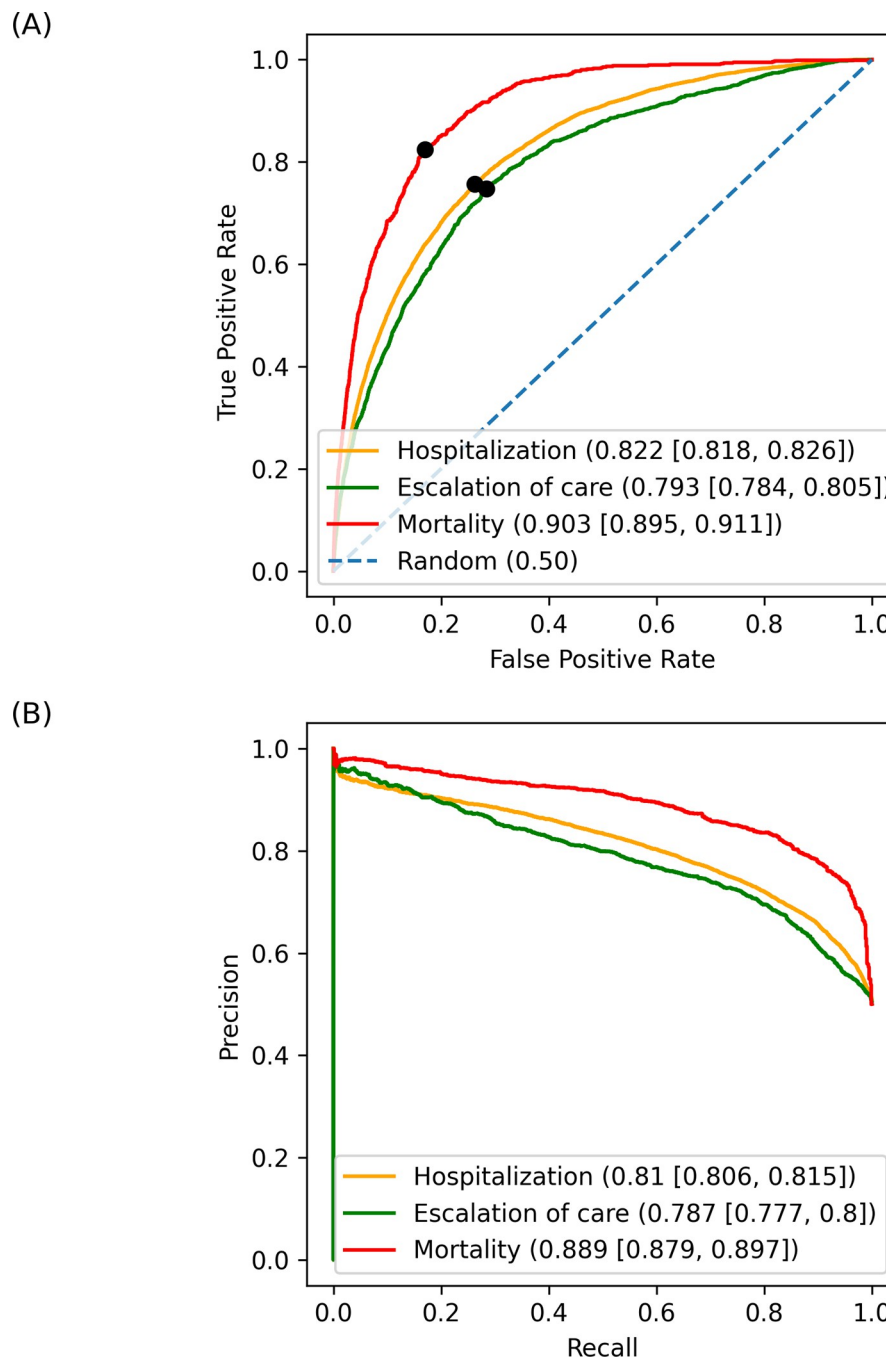 (A)
1.0
0.8
0.6
0.4
0.2
0.0
True Positive Rate
Hospitalization (0.822 [0.818, 0.826])
Escalation of care (0.793 [0.784, 0.805])
Mortality (0.903 [0.895, 0.911])
Random (0.50)
0.0 0.2 0.4 0.6 0.8 1.0
False Positive Rate
(B)
1.0
0.8
0.6
0.4
0.2
0.0
Precision
Hospitalization (0.81 [0.806, 0.815])
Escalation of care (0.787 [0.777, 0.8])
Mortality (0.889 [0.879, 0.897])
0.0 0.2 0.4 0.6 0.8 1.0
Recall